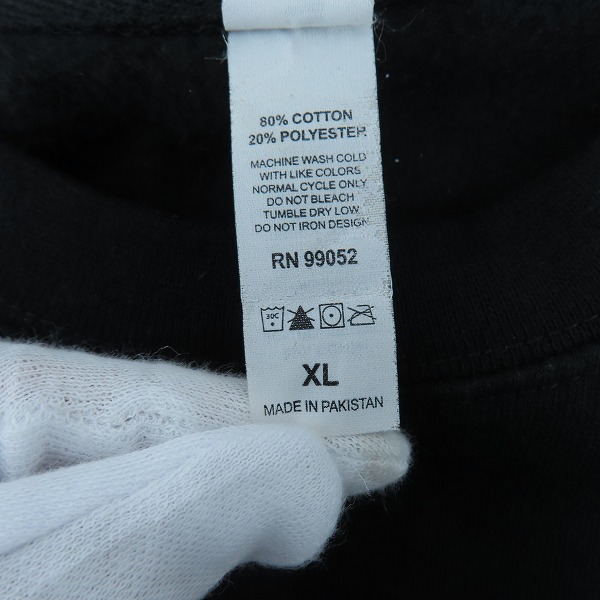 80% COTTON
20% POLYESTER
MACHINE WASH COLD
WITH LIKE COLORS
NORMAL CYCLE ONLY
DO NOT BLEACH
TUMBLE DRY LOW
DO NOT IRON DESIGN
RN 99052
30C
XL
MADE IN PAKISTAN